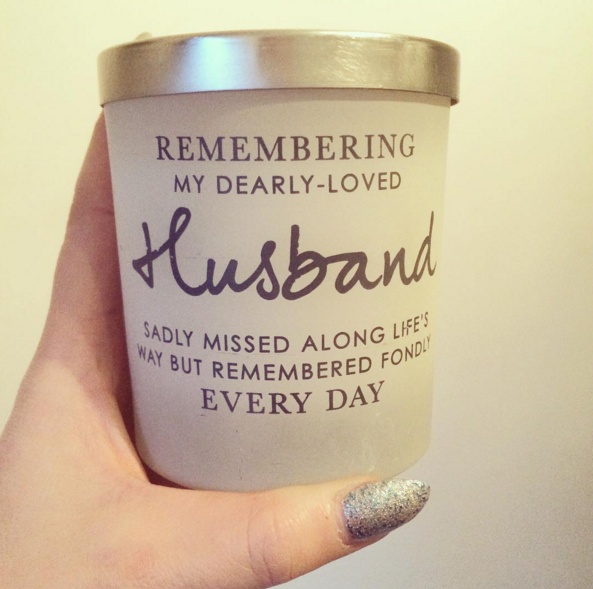 REMEMBERING
MY DEARLY-LOVED
Husband
SADLY MISSED ALONG LIFE'S
WAY BUT REMEMBERED FONDLY
EVERY DAY